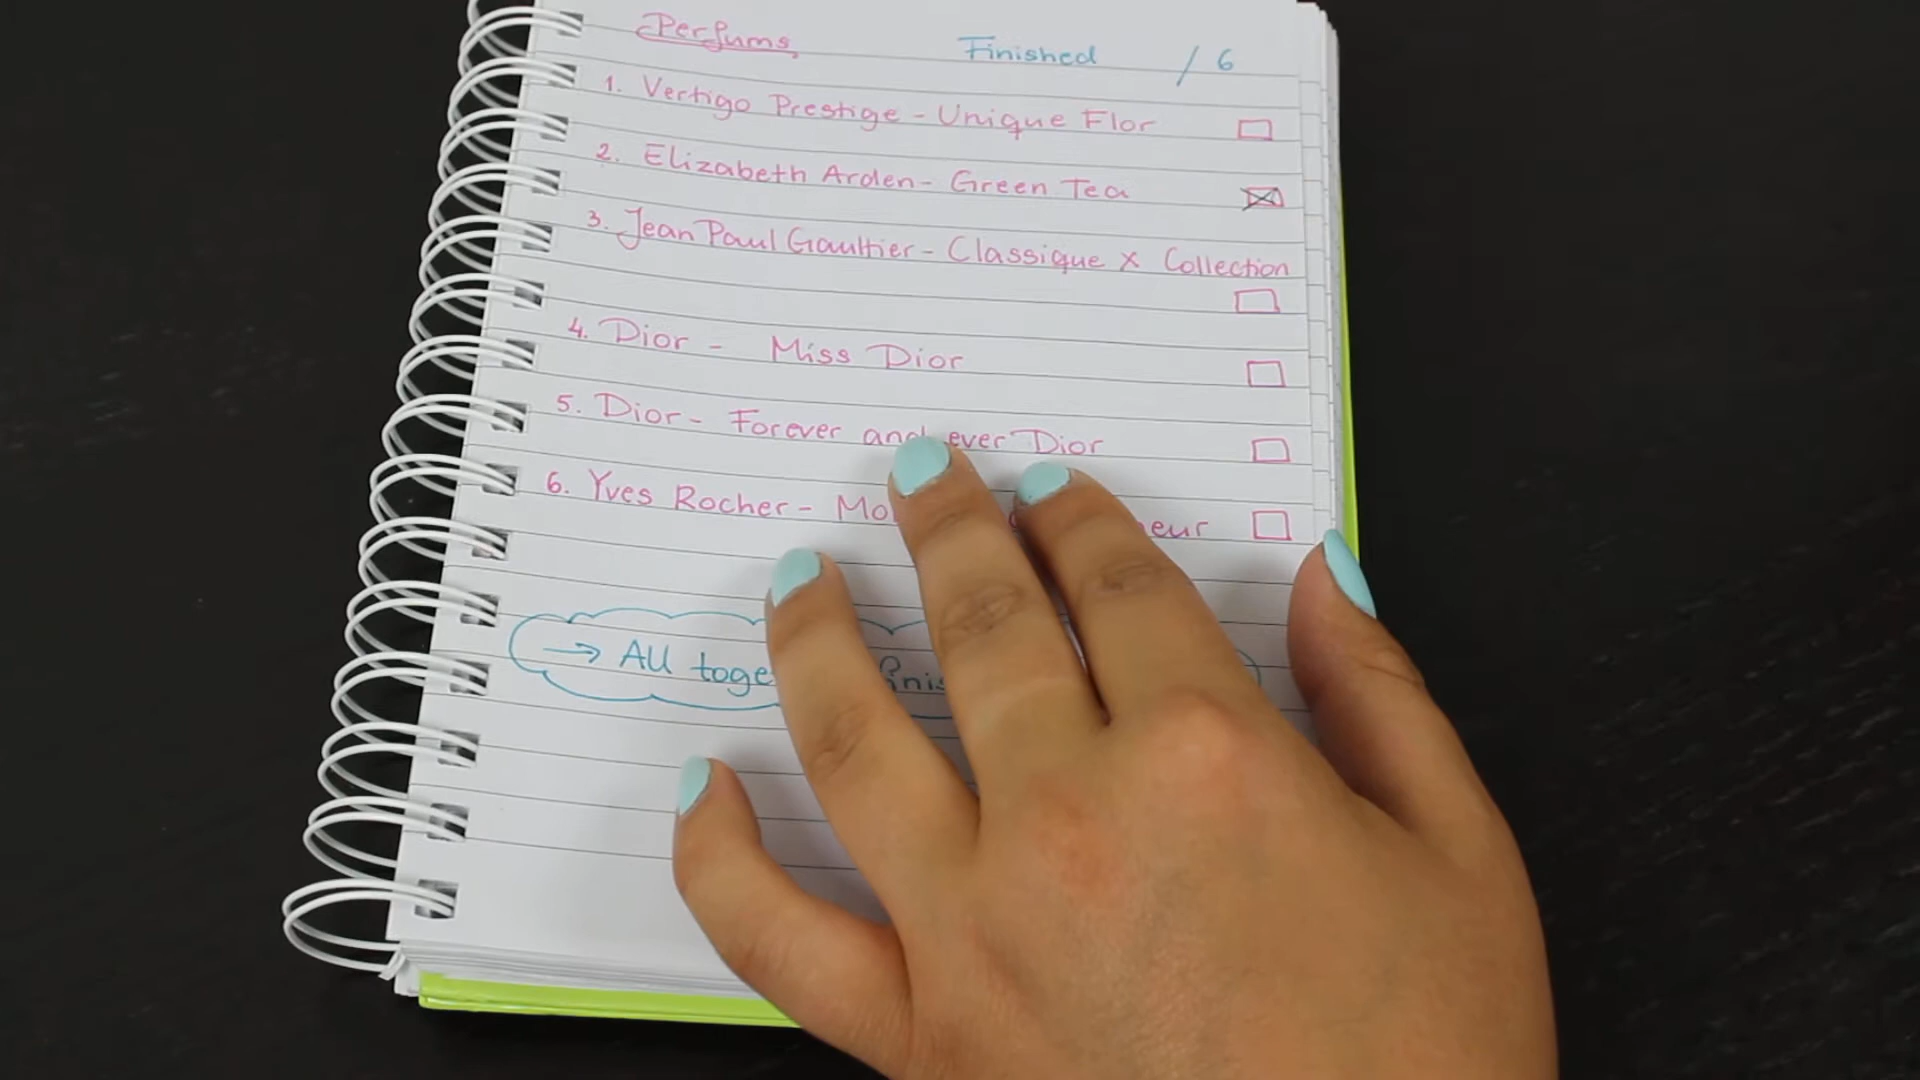 Perfums Finished / 6
1. Vertigo Prestige - Unique Flor
2. Elizabeth Arden - Green Tea
3. Jean Paul Gaultier - Classique X Collection
4. Dior - Miss Dior
5. Dior - Forever and ever Dior
6. Yves Rocher -
→ All